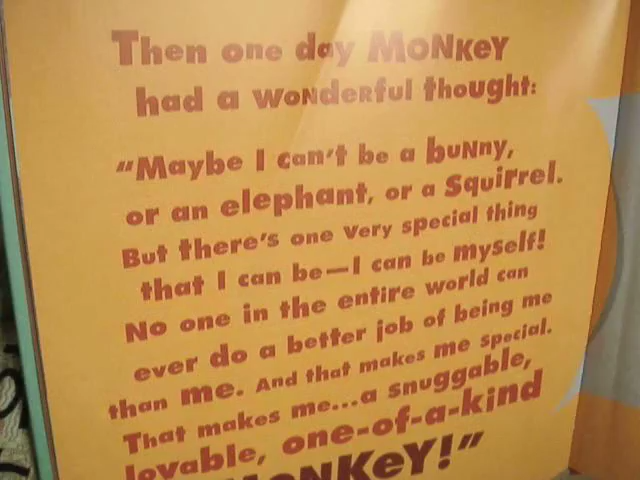 Then one day MONKEY
had a wonderful thought:
"Maybe I can't be a bunny,
or an elephant, or a squirrel.
But there's one very special thing
that I can be—I can be myself!
No one in the entire world can
ever do a better job of being me
than me. And that makes me special.
That makes me...a snuggable,
lovable, one-of-a-kind
MONKEY!"